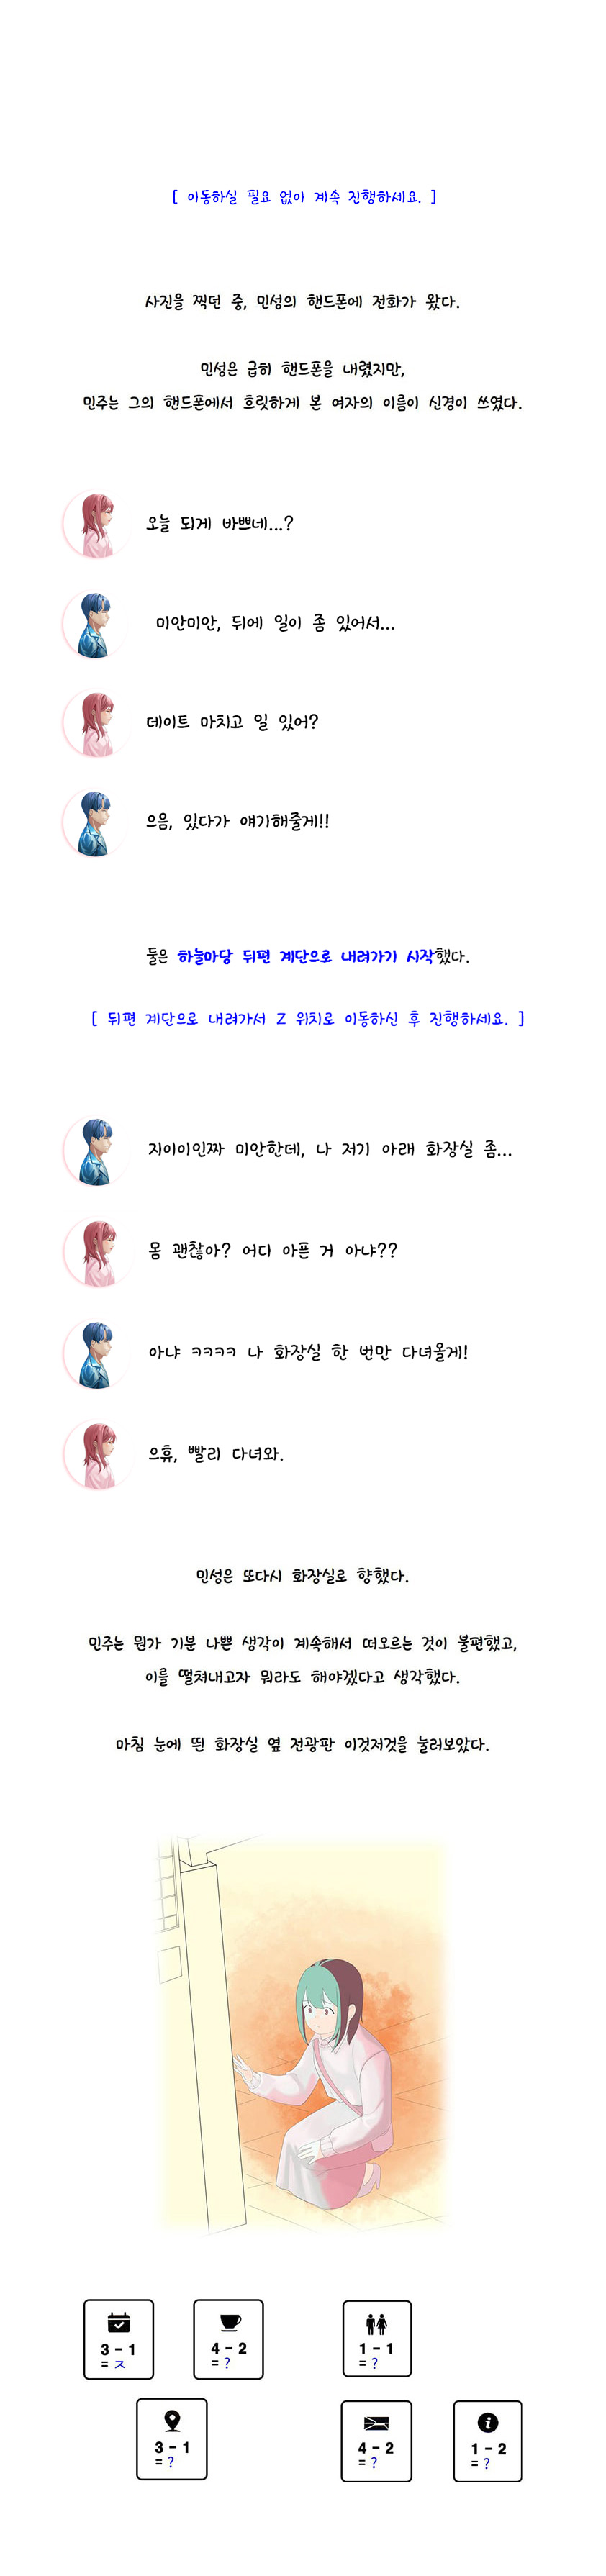 [ 이동하실 필요 없이 계속 진행하세요. ]
사진을 찍던 중, 민성의 핸드폰에 전화가 왔다.
민성은 급히 핸드폰을 내렸지만,
민주는 그의 핸드폰에서 흐릿하게 본 여자의 이름이 신경이 쓰였다.
오늘 되게 바쁘네...?
미안미안, 뒤에 일이 좀 있어서...
데이트 마치고 일 있어?
으음, 있다가 얘기해줄게!!
둘은 하늘마당 뒤편 계단으로 내려가기 시작했다.
[ 뒤편 계단으로 내려가서 Z 위치로 이동하신 후 진행하세요. ]
지이이인짜 미안한데, 나 저기 아래 화장실 좀...
몸 괜찮아? 어디 아픈 거 아냐??
아냐 ㅋㅋㅋㅋ 나 화장실 한 번만 다녀올게!
으휴, 빨리 다녀와.
민성은 또다시 화장실로 향했다.
민주는 뭔가 기분 나쁜 생각이 계속해서 떠오르는 것이 불편했고,
이를 떨쳐내고자 뭐라도 해야겠다고 생각했다.
마침 눈에 띈 화장실 옆 전광판 이것저것을 눌러보았다.
3 - 1
= ㅈ
4 - 2
= ?
1 - 1
= ?
3 - 1
= ?
4 - 2
= ?
i
1 - 2
= ?